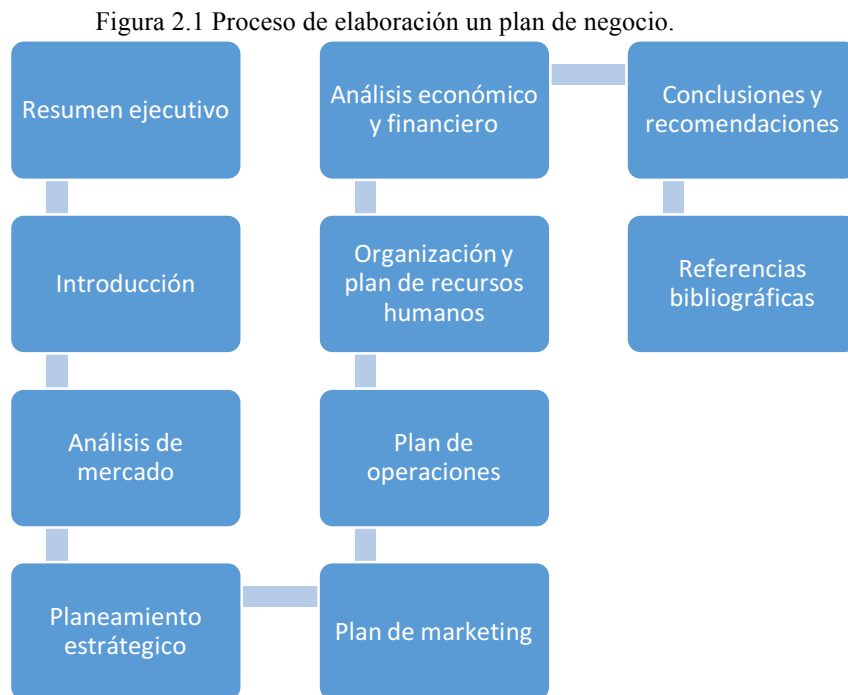 Figura 2.1 Proceso de elaboración un plan de negocio.
Resumen ejecutivo
Introducción
Análisis de
mercado
Planeamiento
estrátegico
Plan de marketing
Plan de
operaciones
Organización y
plan de recursos
humanos
Análisis económico
y financiero
Conclusiones y
recomendaciones
Referencias
bibliográficas